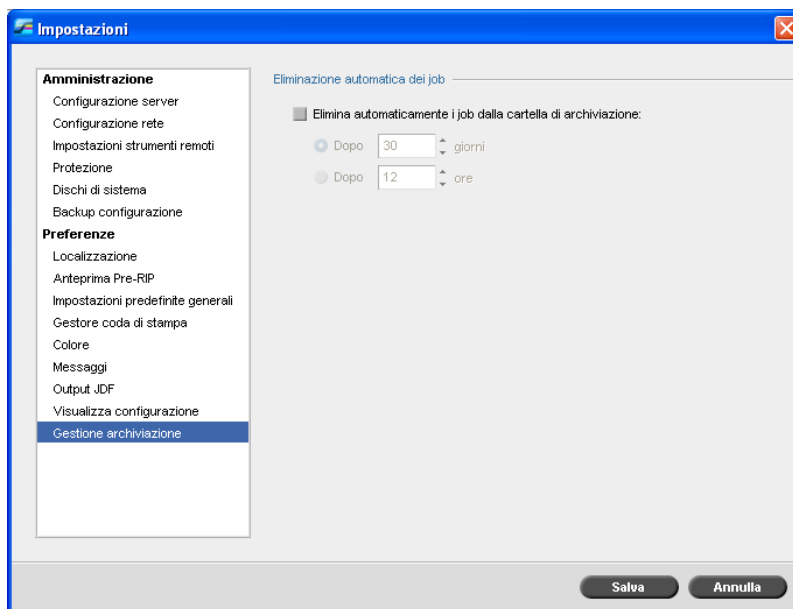 Impostazioni
Amministrazione
Configurazione server
Configurazione rete
Impostazioni strumenti remoti
Protezione
Dischi di sistema
Backup configurazione
Preferenze
Localizzazione
Anteprima Pre-RIP
Impostazioni predefinite generali
Gestore coda di stampa
Colore
Messaggi
Output JDF
Visualizza configurazione
Gestione archiviazione
Eliminazione automatica dei job
Elimina automaticamente i job dalla cartella di archiviazione:
Dopo 30 giorni
Dopo 12 ore
Salva Annulla